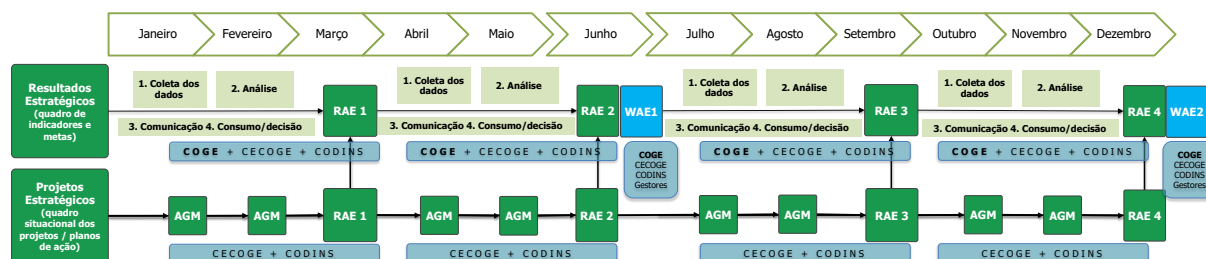 Janeiro
Fevereiro
Março
Abril
Maio
Junho
Julho
Agosto
Setembro
Outubro
Novembro
Dezembro
Resultados
Estratégicos
(quadro de
indicadores e
metas)
1. Coleta dos
dados
2. Análise
3. Comunicação 4. Consumo/decisão
RAE 1
COGE + CECOGE + CODINS
1. Coleta dos
dados
2. Análise
3. Comunicação 4. Consumo/decisão
RAE 2
WAE1
COGE + CECOGE + CODINS
COGE
CECOGE
CODINS
Gestores
1. Coleta dos
dados
2. Análise
3. Comunicação 4. Consumo/decisão
RAE 3
COGE + CECOGE + CODINS
1. Coleta dos
dados
2. Análise
3. Comunicação 4. Consumo/decisão
RAE 4
WAE2
COGE + CECOGE + CODINS
COGE
CECOGE
CODINS
Gestores
Projetos
Estratégicos
(quadro
situacional dos
projetos / planos
de ação)
AGM
AGM
RAE 1
AGM
AGM
RAE 2
AGM
AGM
RAE 3
AGM
AGM
RAE 4
CECOGE + CODINS
CECOGE + CODINS
CECOGE + CODINS
CECOGE + CODINS